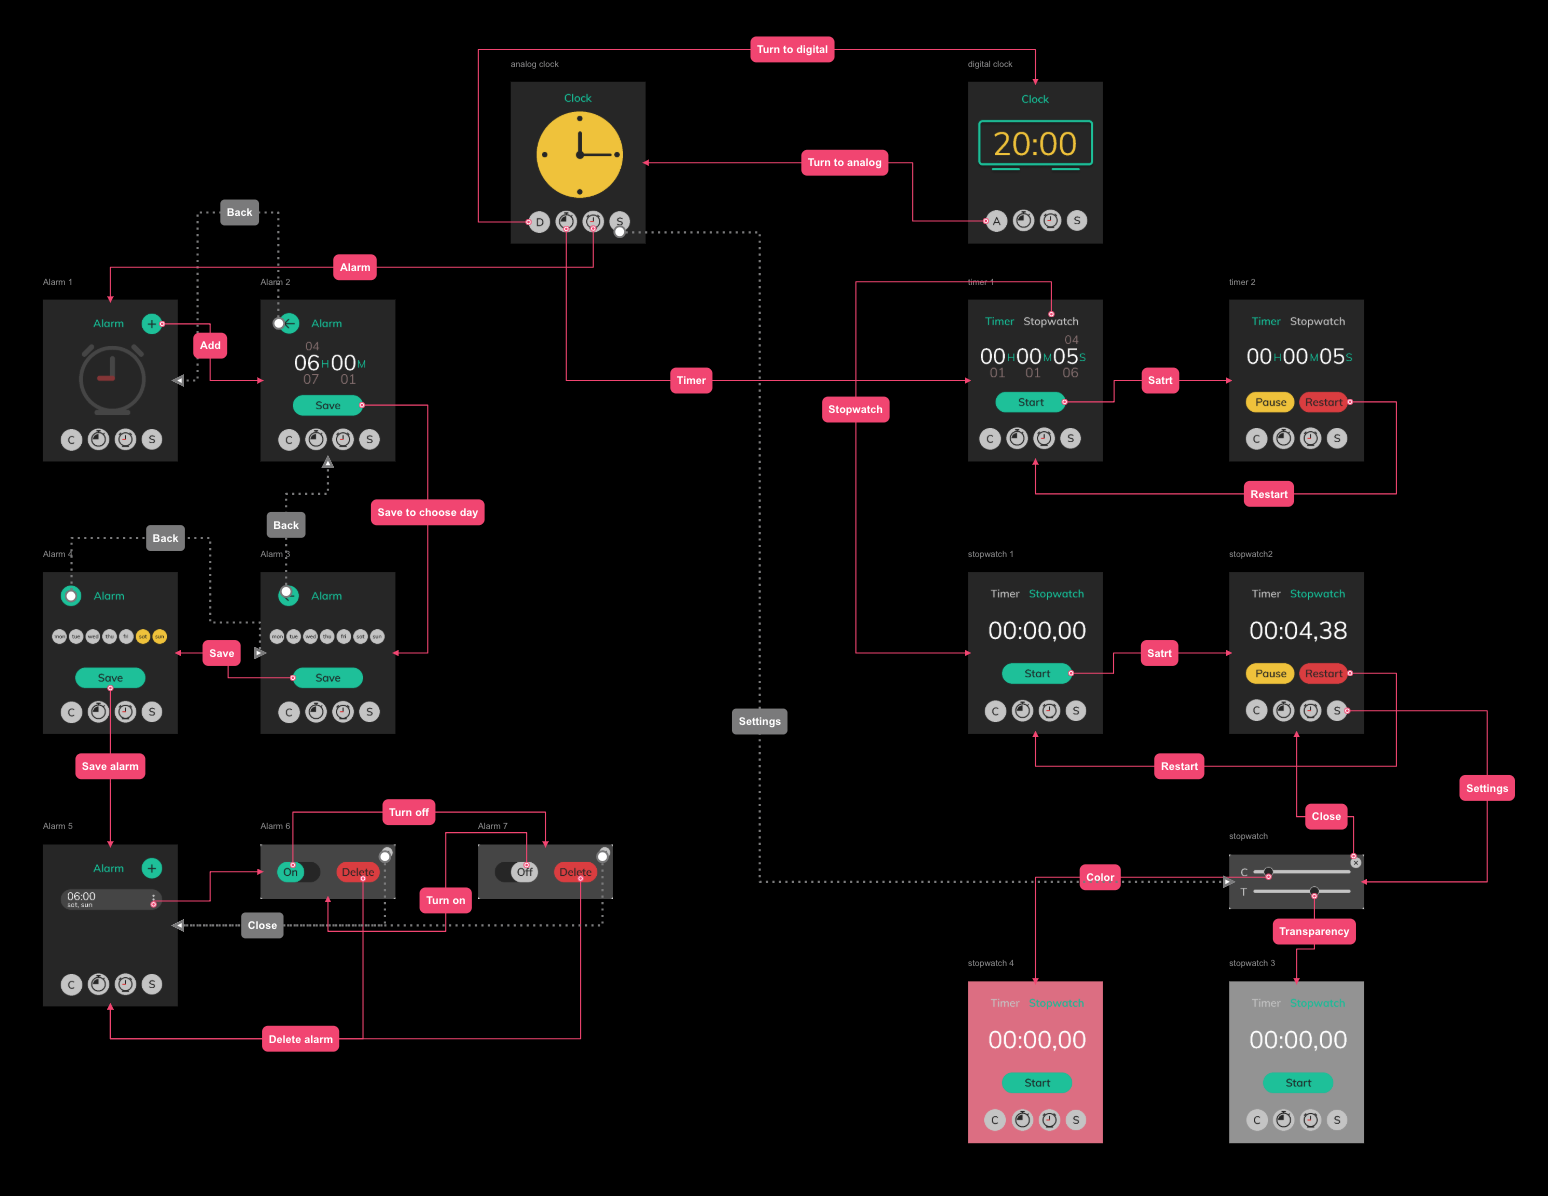 Turn to digital
analog clock
digital clock
Clock
Clock
20:00
Turn to analog
D
S
A
S
Back
Alarm
Alarm 1
Alarm 2
timer 1
timer 2
Alarm
+
Add
Alarm
04
06 H 00 M
07 01
Save
C
S
C
S
Timer
Stopwatch
Timer Stopwatch
04
00 H 00 M 05 S
01 01 06
Start
C
S
Satrt
Timer Stopwatch
00 H 00 M 05 S
Pause
Restart
C
S
Restart
Save to choose day
Back
Back
Alarm 4
Alarm 3
stopwatch 1
stopwatch2
Alarm
mon tue wed thu fri sat sun
Save
C
S
Save
Alarm
mon tue wed thu fri sat sun
Save
C
S
Timer Stopwatch
00:00,00
Start
C
S
Satrt
Timer Stopwatch
00:04,38
Pause
Restart
C
S
Settings
Save alarm
Restart
Settings
Turn off
Close
Alarm 5
Alarm 6
Alarm 7
stopwatch
Alarm
+
06:00
sat, sun
C
S
On
Delete
Turn on
Off
Delete
Close
Color
C
T
Transparency
Delete alarm
stopwatch 4
stopwatch 3
Timer Stopwatch
00:00,00
Start
C
S
Timer Stopwatch
00:00,00
Start
C
S